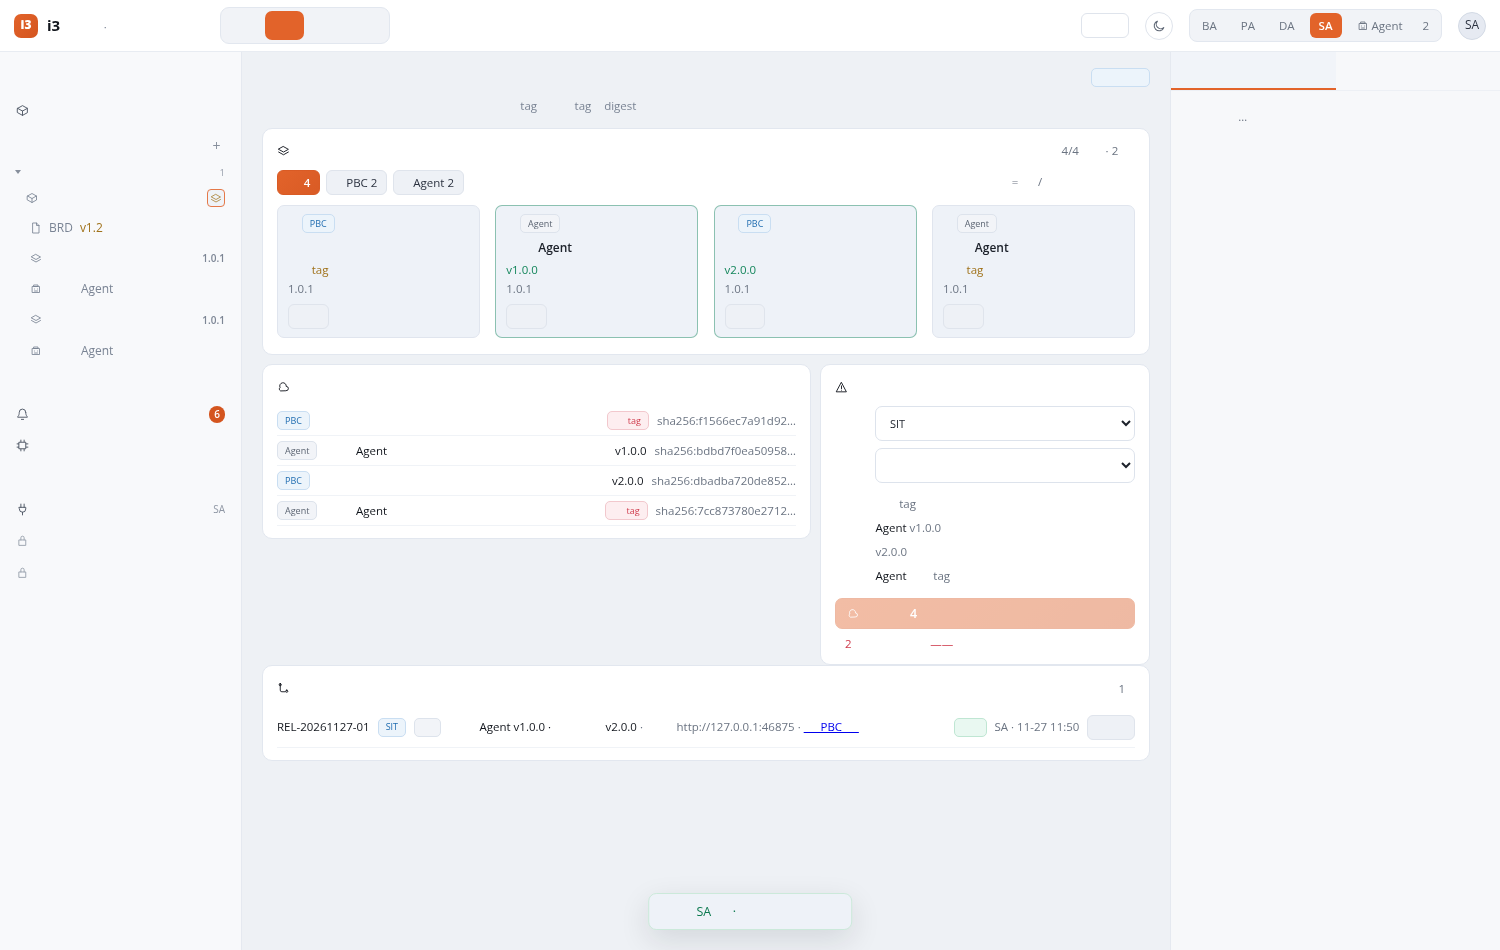 i3 i3 · BA PA DA SA Agent 2 SA
tag tag digest
...
+
4/4 · 2
1
4 PBC 2 Agent 2 = /
BRD v1.2
PBC Agent PBC Agent
Agent Agent
1.0.1
tag v1.0.0 v2.0.0 tag
1.0.1 1.0.1 1.0.1 1.0.1
Agent
1.0.1
Agent
6
SA
PBC tag sha256:f1566ec7a91d92...
Agent Agent v1.0.0 sha256:bdbd7f0ea50958...
PBC v2.0.0 sha256:dbadba720de852...
Agent Agent tag sha256:7cc873780e2712...
SIT
tag
Agent v1.0.0
v2.0.0
Agent tag
4
2 ——
1
REL-20261127-01 SIT Agent v1.0.0 · v2.0.0 · http://127.0.0.1:46875 · PBC SA · 11-27 11:50
SA ·